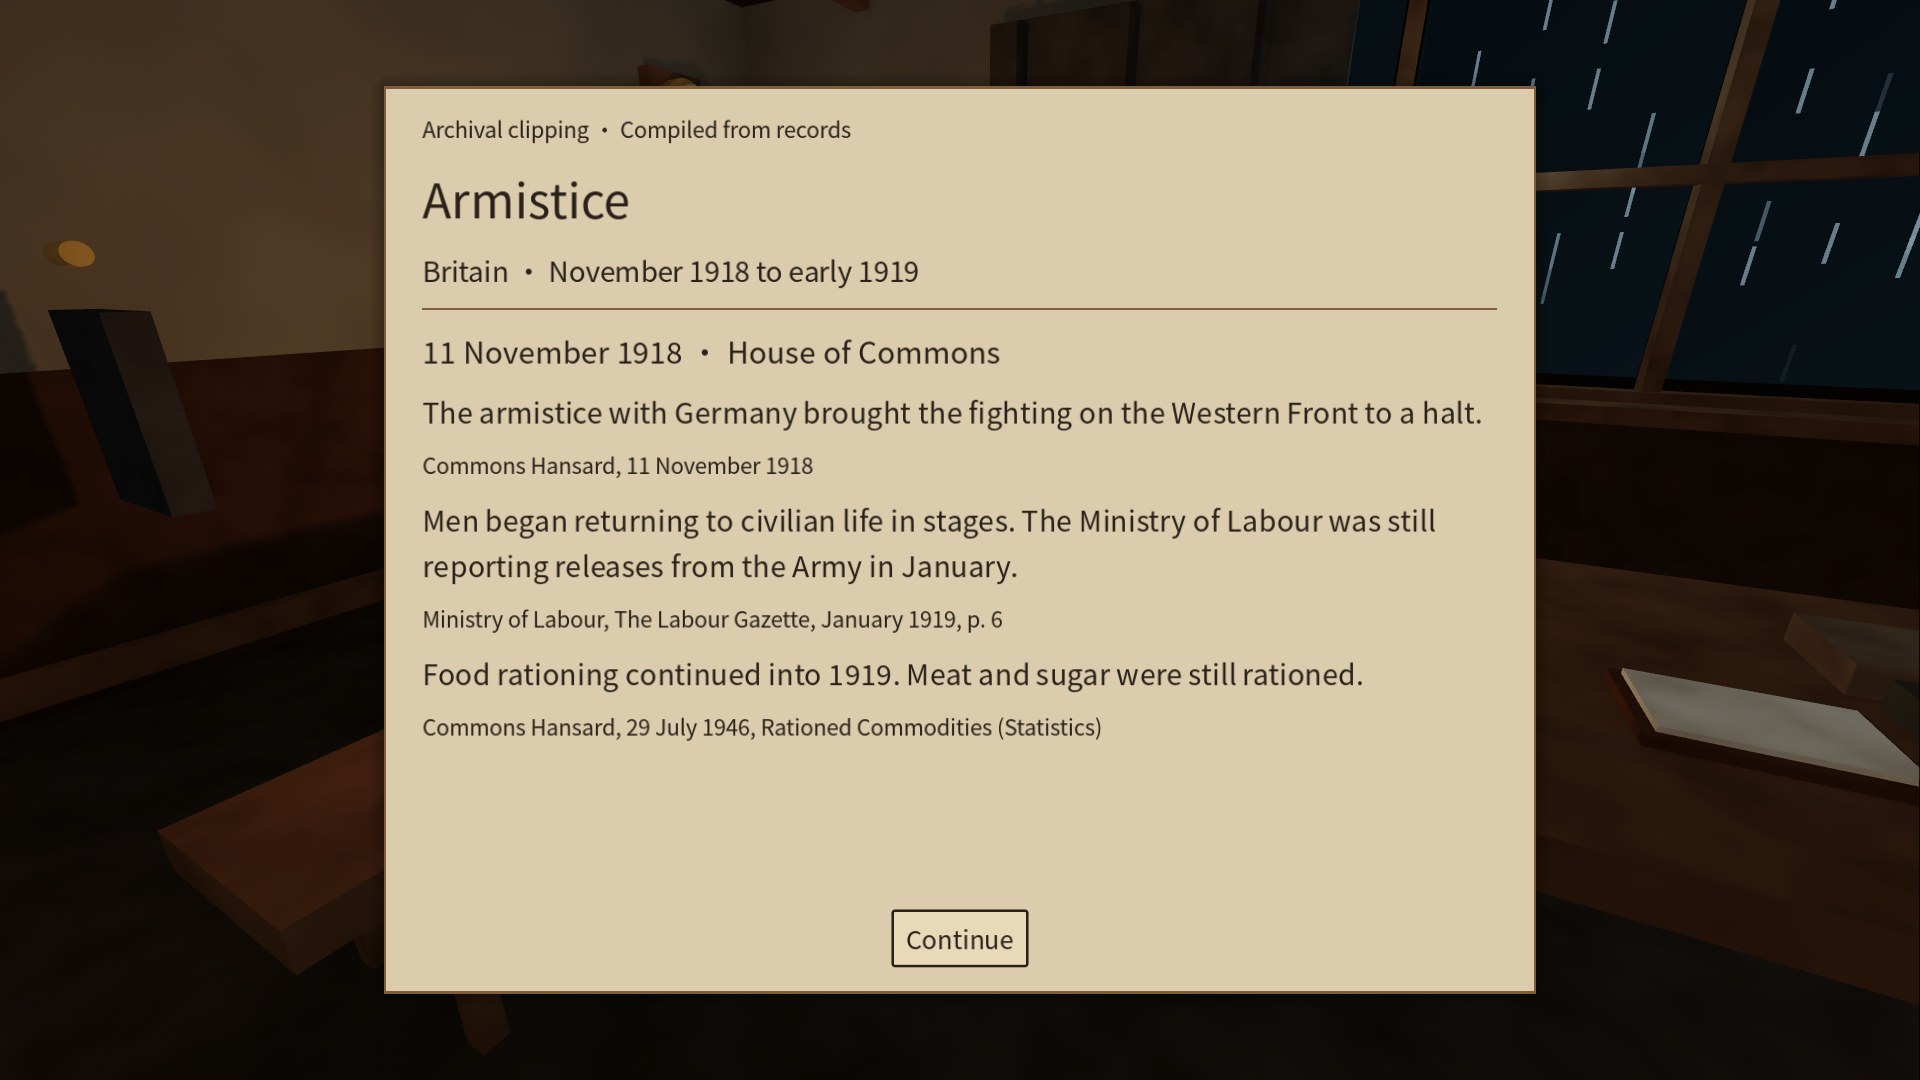 Archival clipping • Compiled from records
Armistice
Britain • November 1918 to early 1919
11 November 1918 • House of Commons
The armistice with Germany brought the fighting on the Western Front to a halt.
Commons Hansard, 11 November 1918
Men began returning to civilian life in stages. The Ministry of Labour was still
reporting releases from the Army in January.
Ministry of Labour, The Labour Gazette, January 1919, p. 6
Food rationing continued into 1919. Meat and sugar were still rationed.
Commons Hansard, 29 July 1946, Rationed Commodities (Statistics)
Continue